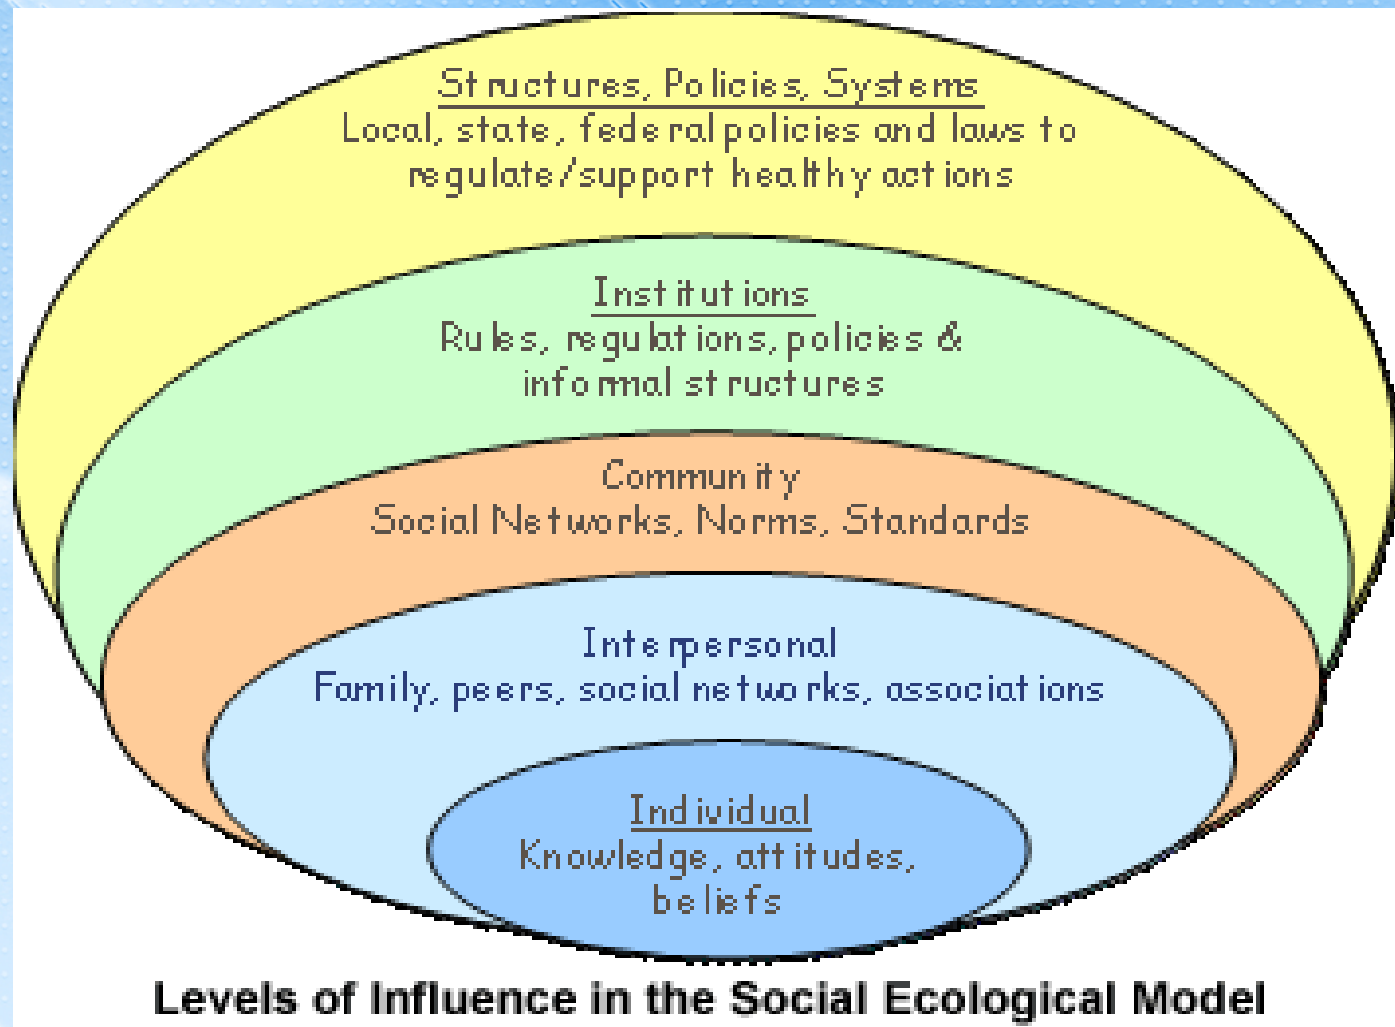 Structures, Policies, Systems
Local, state, federal policies and laws to
regulate/support healthy actions
Institutions
Rules, regulations, policies &
informal structures
Community
Social Networks, Norms, Standards
Interpersonal
Family, peers, social networks, associations
Individual
Knowledge, attitudes,
beliefs
Levels of Influence in the Social Ecological Model